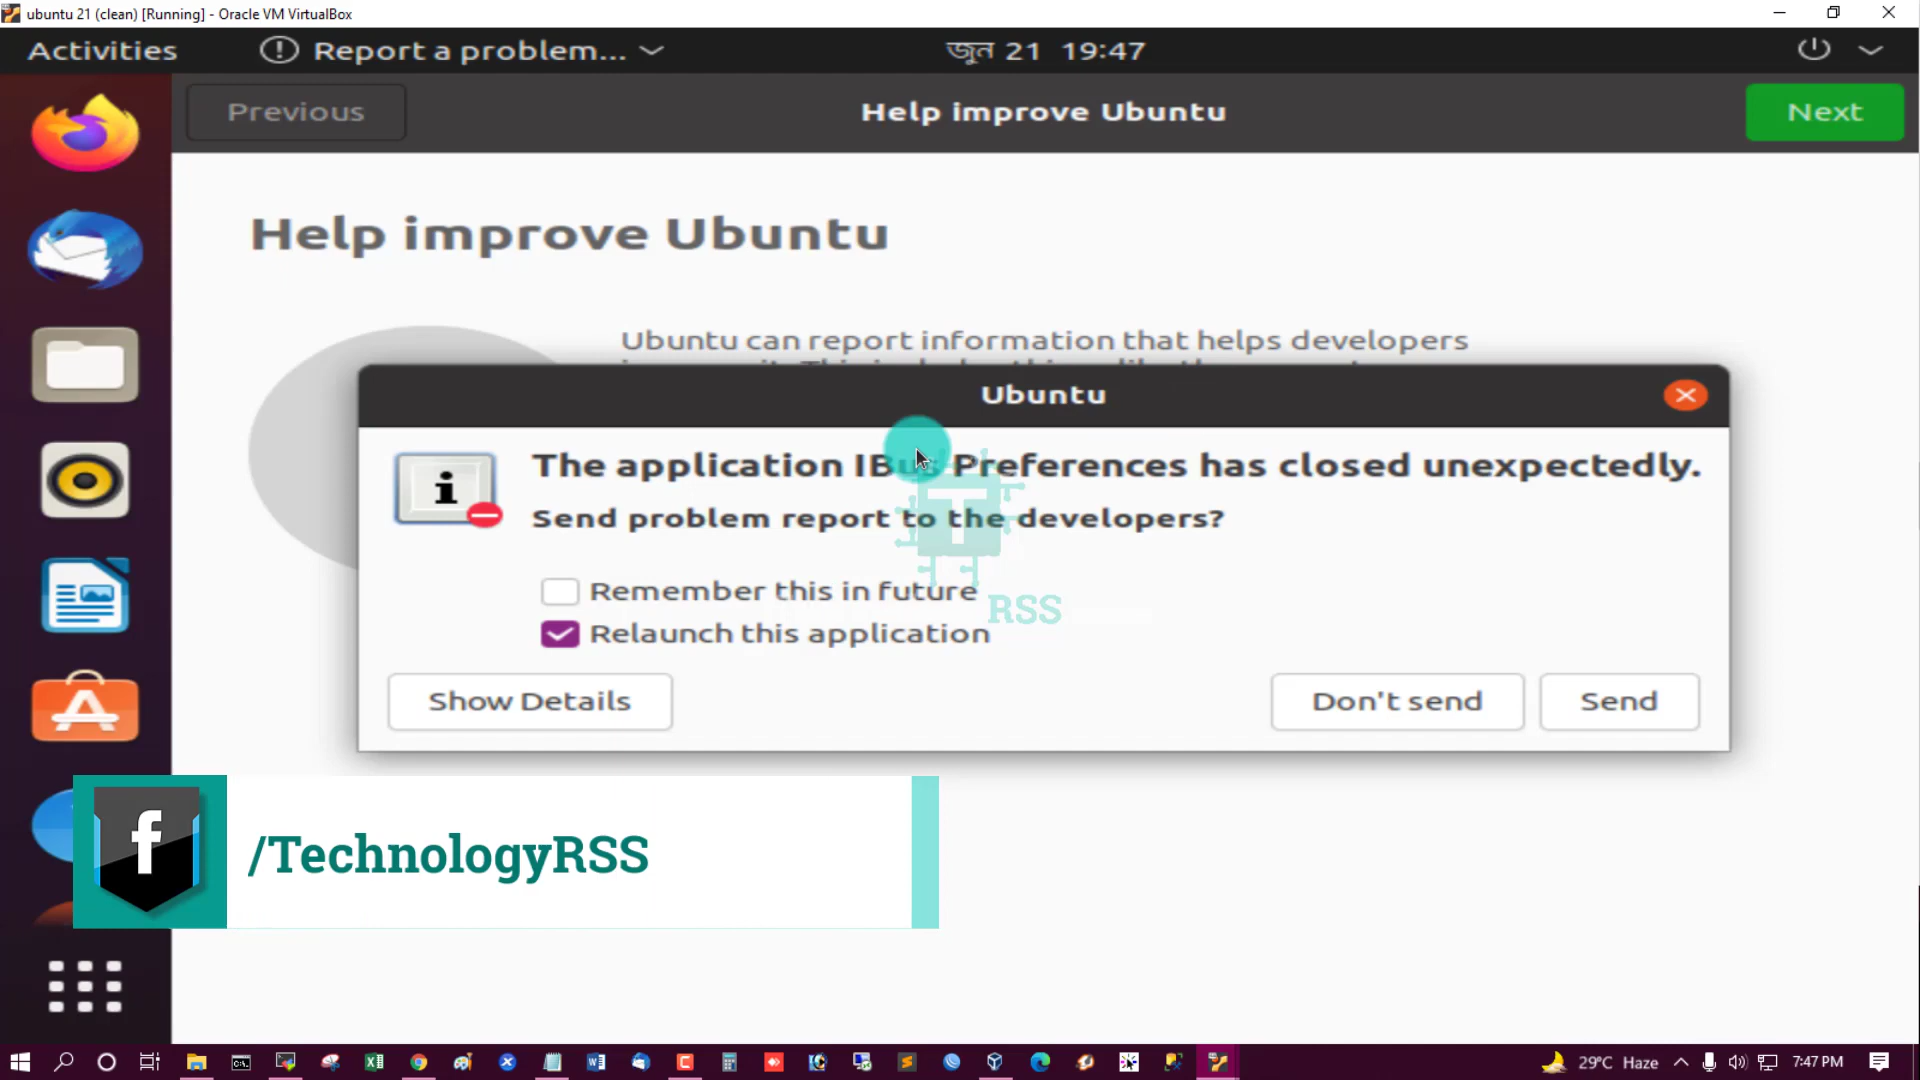 ubuntu 21 (clean) [Running] - Oracle VM VirtualBox
Activities
Report a problem...
জুন 21 19:47
Previous
Help improve Ubuntu
Next
Help improve Ubuntu
Ubuntu can report information that helps developers
Ubuntu
The application IBus Preferences has closed unexpectedly.
Send problem report to the developers?
Remember this in future
RSS
Relaunch this application
Show Details
Don't send
Send
f
/TechnologyRSS
29°C Haze
7:47 PM